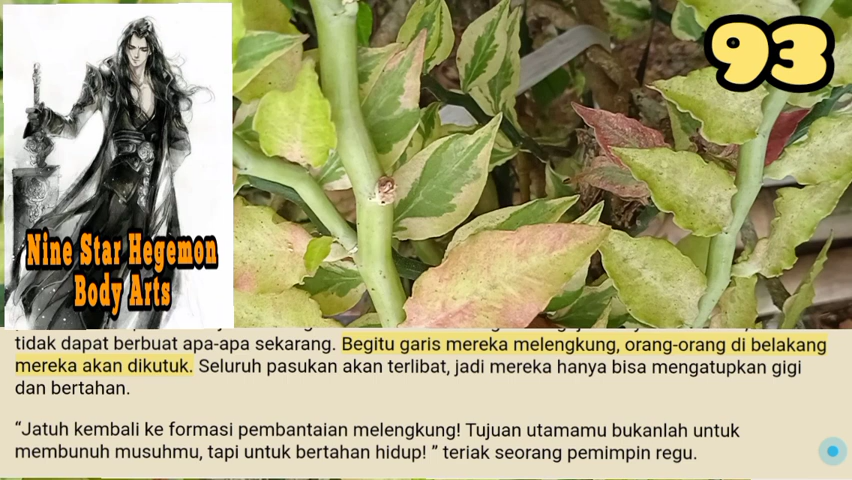 93
Nine Star Hegemon
Body Arts
tidak dapat berbuat apa-apa sekarang. Begitu garis mereka melengkung, orang-orang di belakang
mereka akan dikutuk. Seluruh pasukan akan terlibat, jadi mereka hanya bisa mengatupkan gigi
dan bertahan.
“Jatuh kembali ke formasi pembantaian melengkung! Tujuan utamamu bukanlah untuk
membunuh musuhmu, tapi untuk bertahan hidup! ” teriak seorang pemimpin regu.